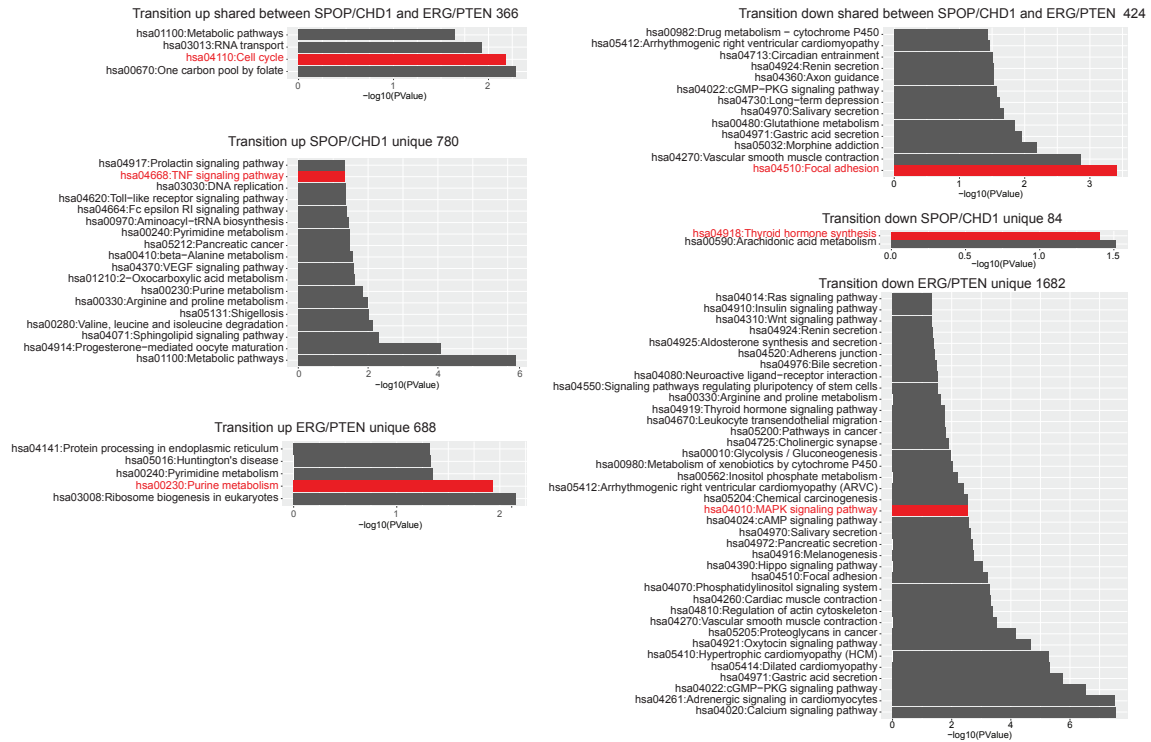 Transition up shared between SPOP/CHD1 and ERG/PTEN 366
hsa01100:Metabolic pathways
hsa03013:RNA transport
hsa04110:Cell cycle
hsa00670:One carbon pool by folate
0 1 2
−log10(PValue)
Transition up SPOP/CHD1 unique 780
hsa04917:Prolactin signaling pathway
hsa04668:TNF signaling pathway
hsa03030:DNA replication
hsa04620:Toll−like receptor signaling pathway
hsa04664:Fc epsilon RI signaling pathway
hsa00970:Aminoacyl−tRNA biosynthesis
hsa00240:Pyrimidine metabolism
hsa05212:Pancreatic cancer
hsa00410:beta−Alanine metabolism
hsa04370:VEGF signaling pathway
hsa01210:2−Oxocarboxylic acid metabolism
hsa00230:Purine metabolism
hsa00330:Arginine and proline metabolism
hsa05131:Shigellosis
hsa00280:Valine, leucine and isoleucine degradation
hsa04071:Sphingolipid signaling pathway
hsa04914:Progesterone−mediated oocyte maturation
hsa01100:Metabolic pathways
0 2 4 6
−log10(PValue)
Transition up ERG/PTEN unique 688
hsa04141:Protein processing in endoplasmic reticulum
hsa05016:Huntington's disease
hsa00240:Pyrimidine metabolism
hsa00230:Purine metabolism
hsa03008:Ribosome biogenesis in eukaryotes
0 1 2
−log10(PValue)
Transition down shared between SPOP/CHD1 and ERG/PTEN 424
hsa00982:Drug metabolism − cytochrome P450
hsa05412:Arrhythmogenic right ventricular cardiomyopathy
hsa04713:Circadian entrainment
hsa04924:Renin secretion
hsa04360:Axon guidance
hsa04022:cGMP−PKG signaling pathway
hsa04730:Long−term depression
hsa04970:Salivary secretion
hsa00480:Glutathione metabolism
hsa04971:Gastric acid secretion
hsa05032:Morphine addiction
hsa04270:Vascular smooth muscle contraction
hsa04510:Focal adhesion
0 1 2 3
−log10(PValue)
Transition down SPOP/CHD1 unique 84
hsa04918:Thyroid hormone synthesis
hsa00590:Arachidonic acid metabolism
0.0 0.5 1.0 1.5
−log10(PValue)
Transition down ERG/PTEN unique 1682
hsa04014:Ras signaling pathway
hsa04910:Insulin signaling pathway
hsa04310:Wnt signaling pathway
hsa04924:Renin secretion
hsa04925:Aldosterone synthesis and secretion
hsa04520:Adherens junction
hsa04976:Bile secretion
hsa04080:Neuroactive ligand−receptor interaction
hsa04550:Signaling pathways regulating pluripotency of stem cells
hsa00330:Arginine and proline metabolism
hsa04919:Thyroid hormone signaling pathway
hsa04670:Leukocyte transendothelial migration
hsa05200:Pathways in cancer
hsa04725:Cholinergic synapse
hsa00010:Glycolysis / Gluconeogenesis
hsa00980:Metabolism of xenobiotics by cytochrome P450
hsa00562:Inositol phosphate metabolism
hsa05412:Arrhythmogenic right ventricular cardiomyopathy (ARVC)
hsa05204:Chemical carcinogenesis
hsa04010:MAPK signaling pathway
hsa04024:cAMP signaling pathway
hsa04970:Salivary secretion
hsa04972:Pancreatic secretion
hsa04916:Melanogenesis
hsa04390:Hippo signaling pathway
hsa04510:Focal adhesion
hsa04070:Phosphatidylinositol signaling system
hsa04260:Cardiac muscle contraction
hsa04810:Regulation of actin cytoskeleton
hsa04270:Vascular smooth muscle contraction
hsa05205:Proteoglycans in cancer
hsa04921:Oxytocin signaling pathway
hsa05410:Hypertrophic cardiomyopathy (HCM)
hsa05414:Dilated cardiomyopathy
hsa04971:Gastric acid secretion
hsa04022:cGMP−PKG signaling pathway
hsa04261:Adrenergic signaling in cardiomyocytes
hsa04020:Calcium signaling pathway
0 2 4 6
−log10(PValue)